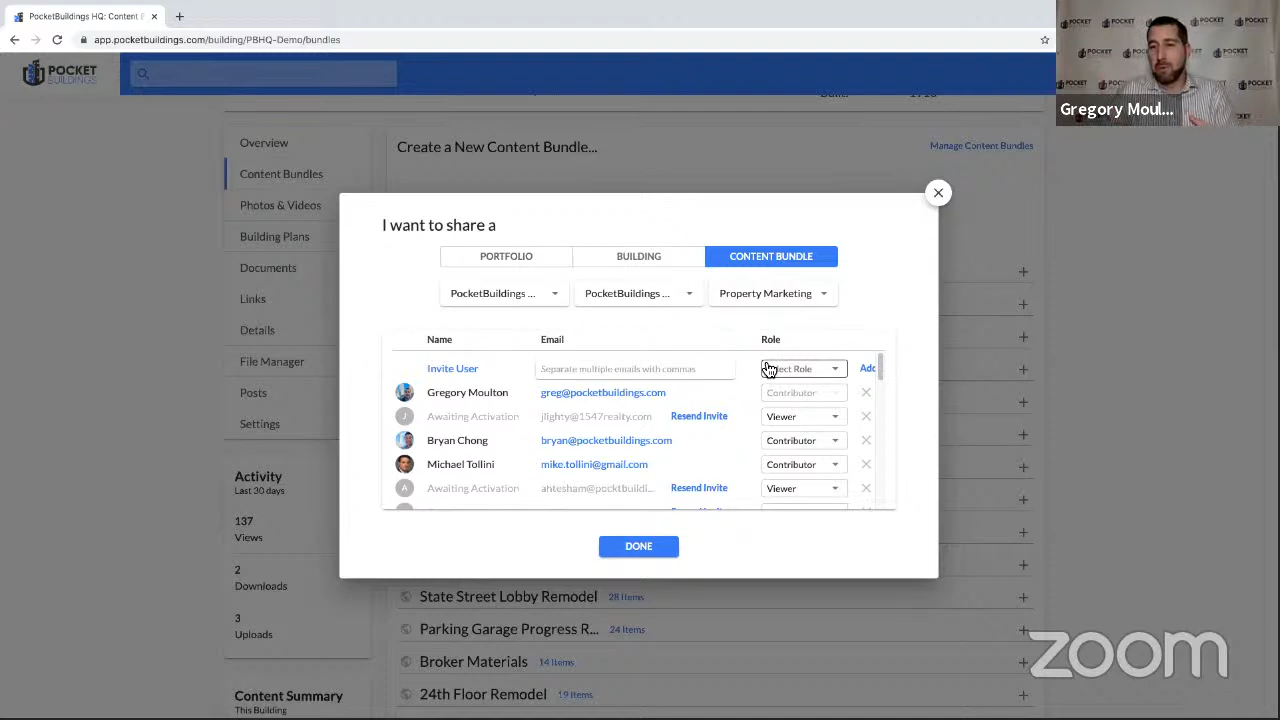 PocketBuildings HQ: Content E
app.pocketbuildings.com/building/PBHQ-Demo/bundles
POCKET
BUILDINGS
Gregory Moul...
Overview
Content Bundles
Photos & Videos
Building Plans
Documents
Links
Details
File Manager
Posts
Settings
Activity
Last 30 days
137
Views
2
Downloads
3
Uploads
Content Summary
This Building
Create a New Content Bundle...
Manage Content Bundles
I want to share a
PORTFOLIO BUILDING CONTENT BUNDLE
PocketBuildings ... PocketBuildings ... Property Marketing
Name Email Role
Invite User Separate multiple emails with commas Role Add
Gregory Moulton greg@pocketbuildings.com Contributor
J Awaiting Activation jlighty@1547realty.com Resend Invite Viewer
Bryan Chong bryan@pocketbuildings.com Contributor
Michael Tollini mike.tollini@gmail.com Contributor
A Awaiting Activation ahtesham@pocktbuildi... Resend Invite Viewer
DONE
State Street Lobby Remodel 28 Items
Parking Garage Progress R... 24 Items
Broker Materials 14 Items
24th Floor Remodel 19 Items
zoom